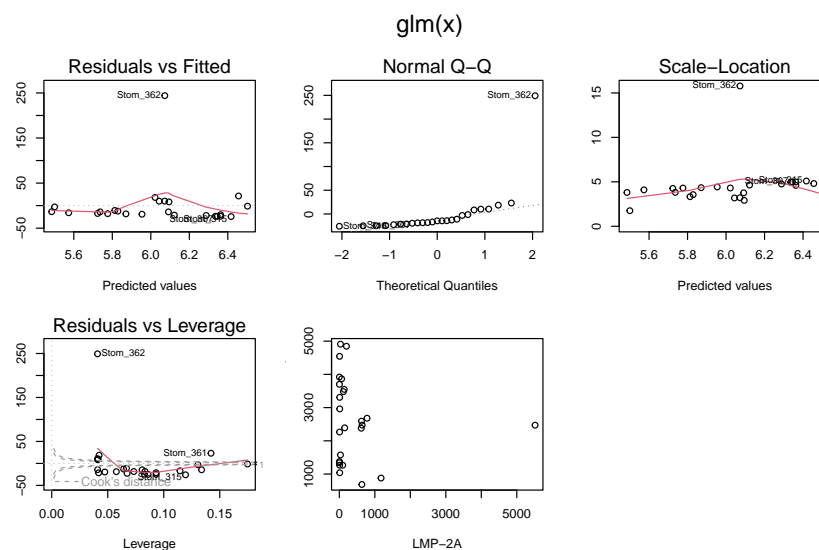 glm(x)
Residuals vs Fitted
250
150
50
−50
Stom_362
Stom_315
5.6 5.8 6.0 6.2 6.4
Predicted values
Normal Q−Q
250
150
50
0
Stom_362
−2 −1 0 1 2
Theoretical Quantiles
Scale−Location
15
10
5
0
Stom_362
5.6 5.8 6.0 6.2 6.4
Predicted values
Residuals vs Leverage
250
150
50
−50
Stom_362
Stom_361
Stom_315
Cook's distance
1
0.00 0.05 0.10 0.15
Leverage
5000
3000
1000
0 1000 3000 5000
LMP−2A